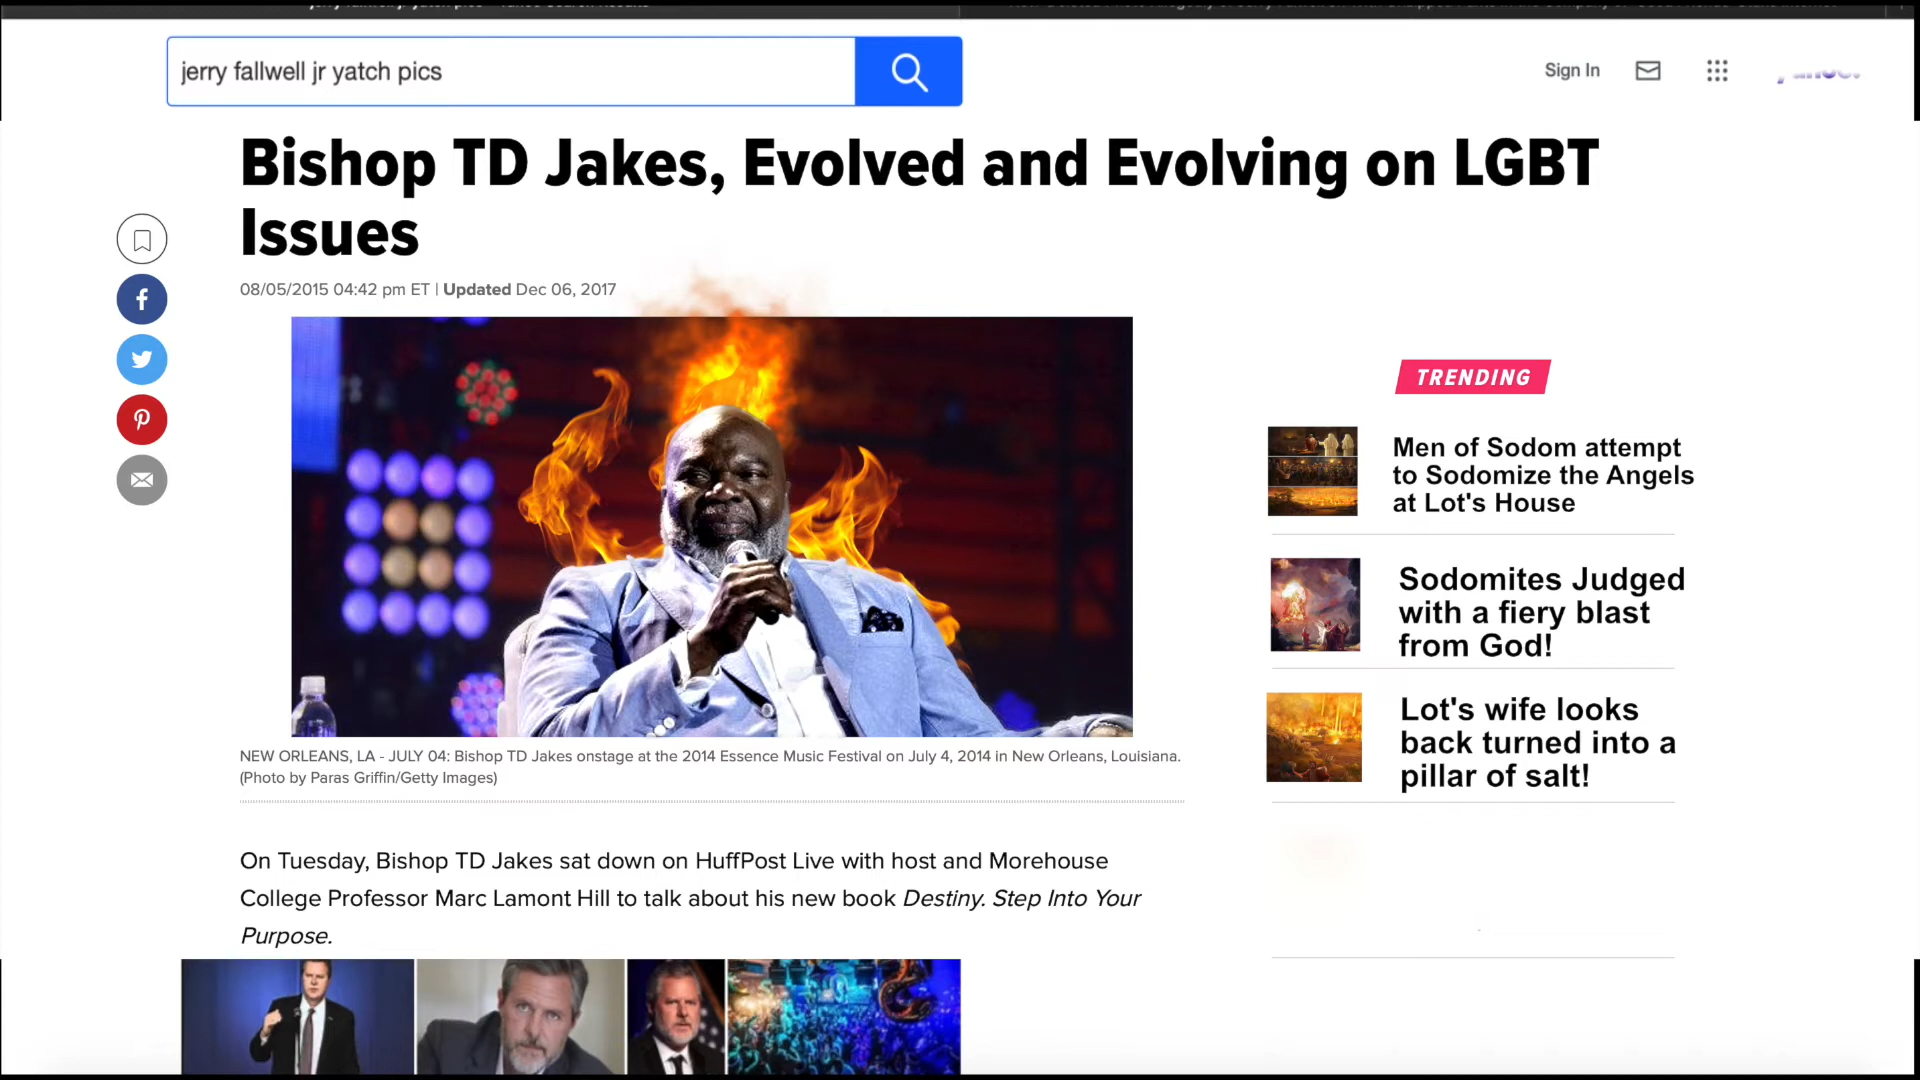 jerry fallwell jr yatch pics
Sign In
Bishop TD Jakes, Evolved and Evolving on LGBT
Issues
08/05/2015 04:42 pm ET | Updated Dec 06, 2017
NEW ORLEANS, LA - JULY 04: Bishop TD Jakes onstage at the 2014 Essence Music Festival on July 4, 2014 in New Orleans, Louisiana.
(Photo by Paras Griffin/Getty Images)
On Tuesday, Bishop TD Jakes sat down on HuffPost Live with host and Morehouse
College Professor Marc Lamont Hill to talk about his new book Destiny. Step Into Your
Purpose.
TRENDING
Men of Sodom attempt
to Sodomize the Angels
at Lot's House
Sodomites Judged
with a fiery blast
from God!
Lot's wife looks
back turned into a
pillar of salt!